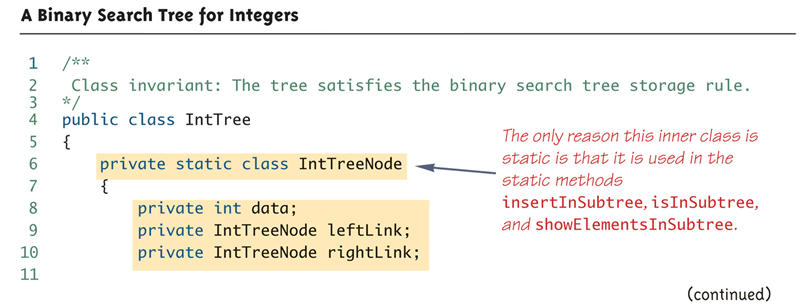 A Binary Search Tree for Integers
1 /**
2 Class invariant: The tree satisfies the binary search tree storage rule.
3 */
4 public class IntTree
5 {
6 private static class IntTreeNode
7 {
8 private int data;
9 private IntTreeNode leftLink;
10 private IntTreeNode rightLink;
11
The only reason this inner class is
static is that it is used in the
static methods
insertInSubtree, isInSubtree,
and showElementsInSubtree.
(continued)